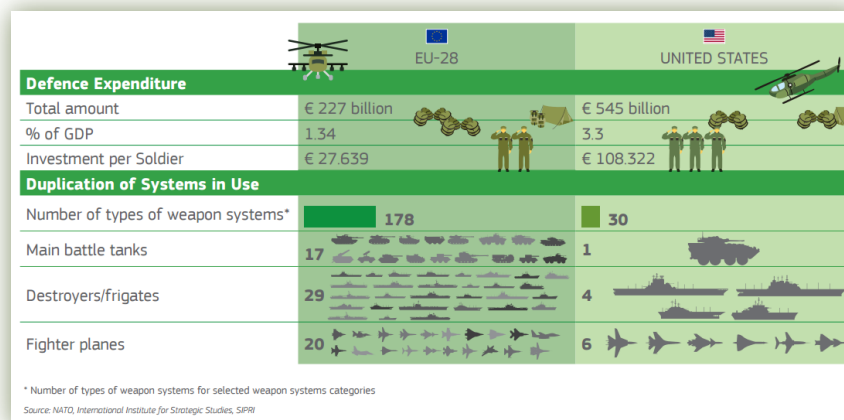 EU-28 UNITED STATES
Defence Expenditure
Total amount € 227 billion € 545 billion
% of GDP 1.34 3.3
Investment per Soldier € 27.639 € 108.322
Duplication of Systems in Use
Number of types of weapon systems* 178 30
Main battle tanks 17 1
Destroyers/frigates 29 4
Fighter planes 20 6
* Number of types of weapon systems for selected weapon systems categories
Source: NATO, International Institute for Strategic Studies, SIPRI